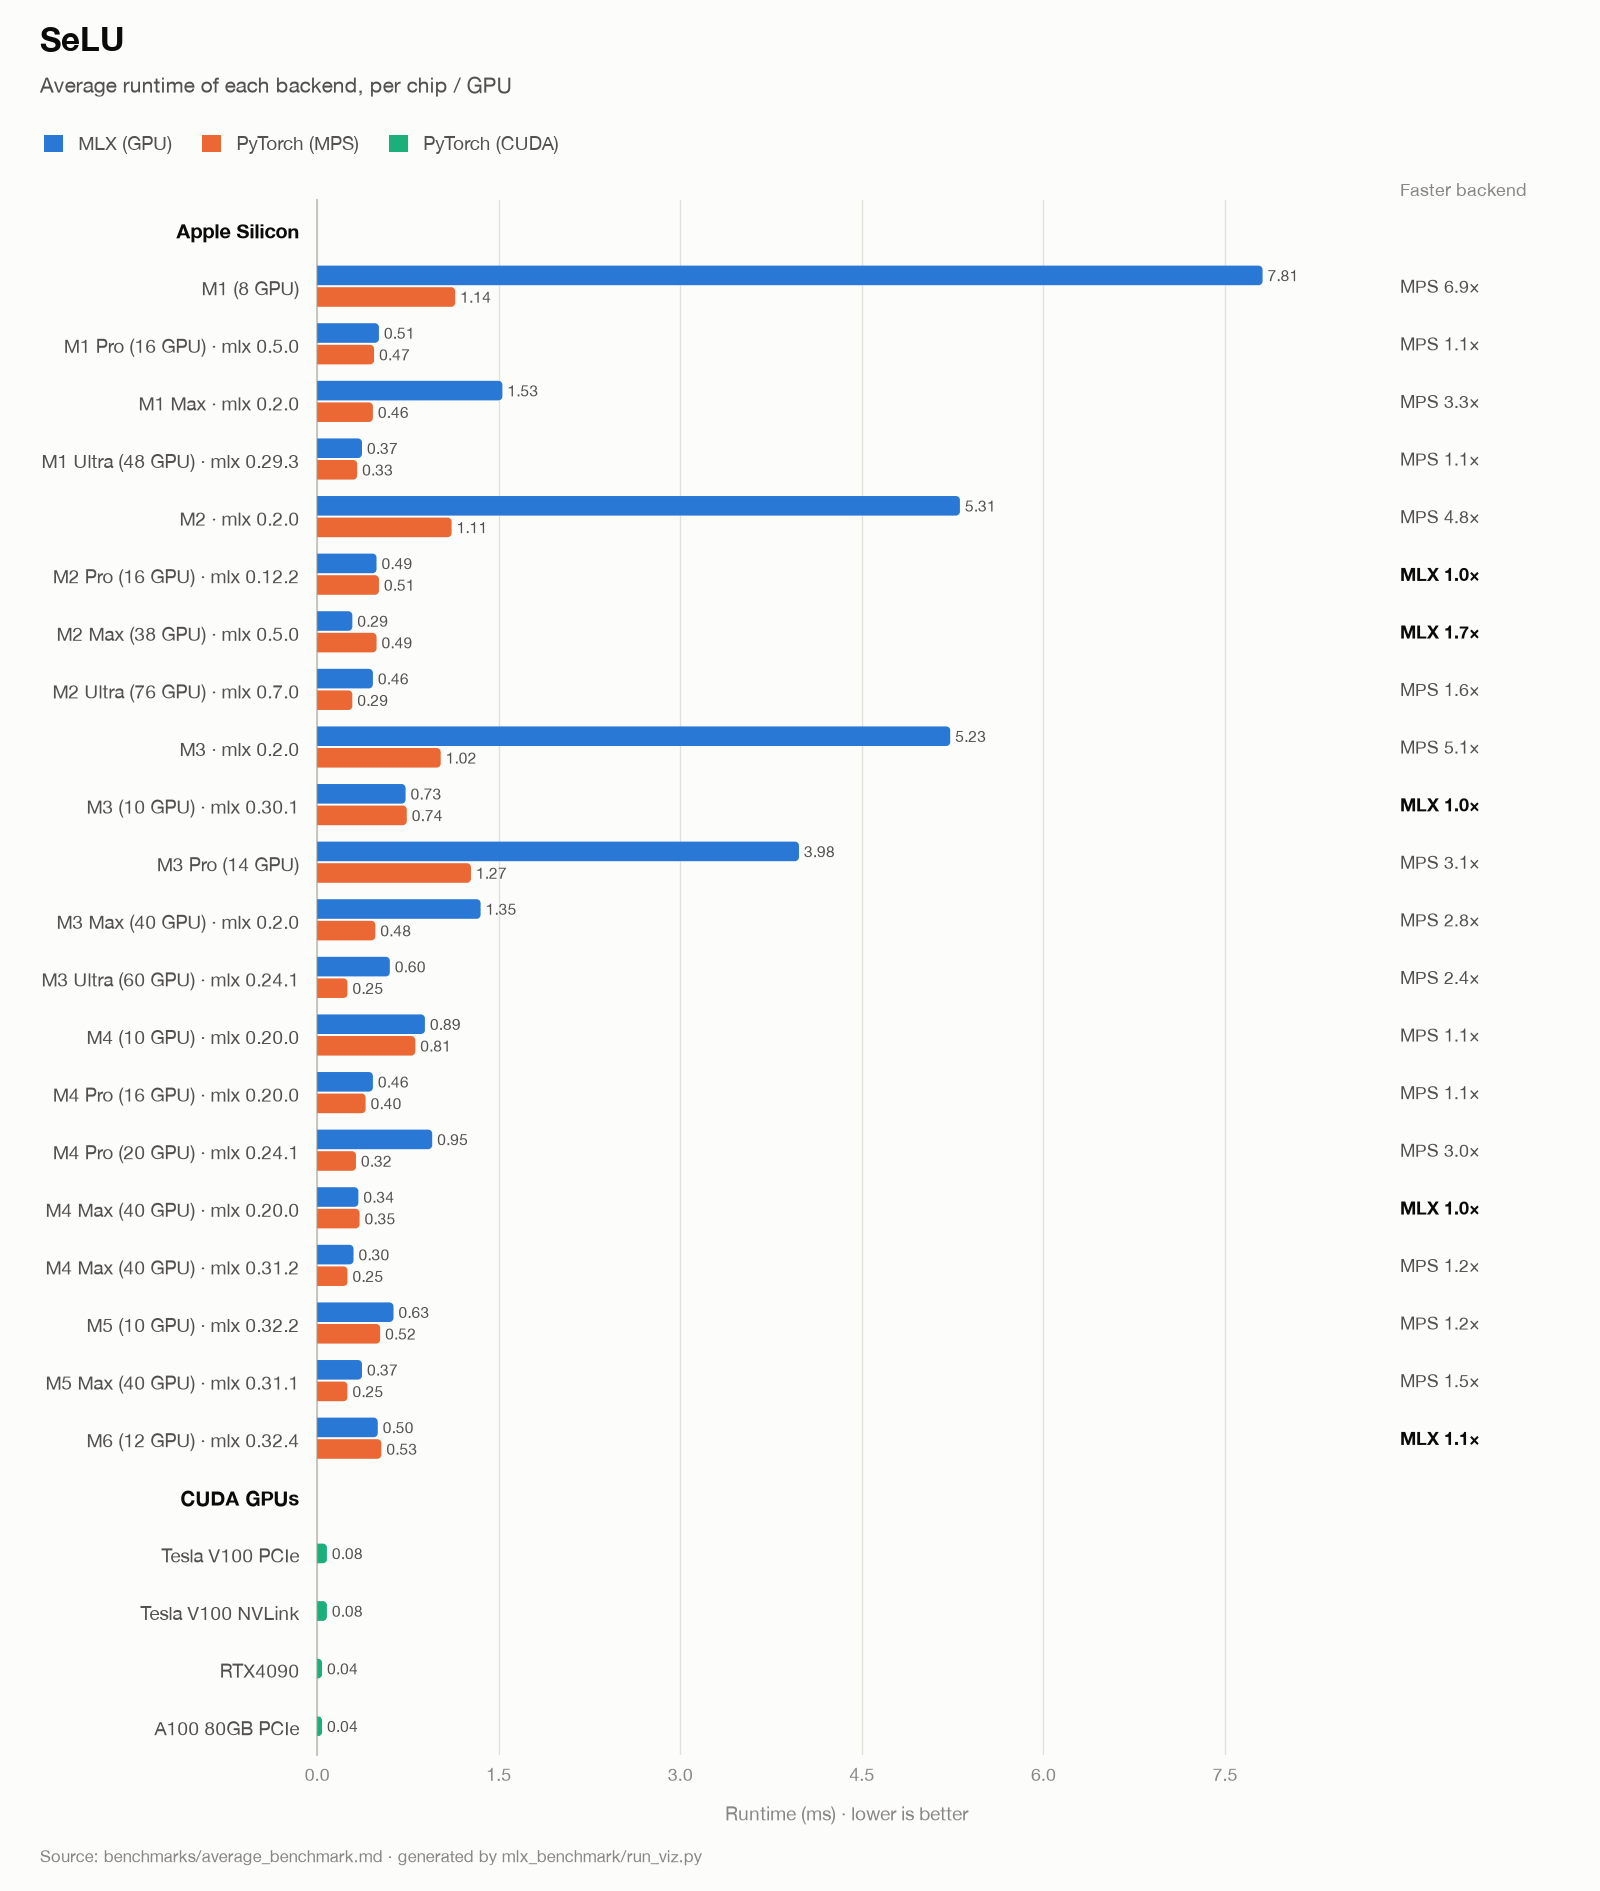 SeLU
Average runtime of each backend, per chip / GPU
MLX (GPU) PyTorch (MPS) PyTorch (CUDA)
Faster backend
Apple Silicon
M1 (8 GPU) 7.81 1.14 MPS 6.9×
M1 Pro (16 GPU) · mlx 0.5.0 0.51 0.47 MPS 1.1×
M1 Max · mlx 0.2.0 1.53 0.46 MPS 3.3×
M1 Ultra (48 GPU) · mlx 0.29.3 0.37 0.33 MPS 1.1×
M2 · mlx 0.2.0 5.31 1.11 MPS 4.8×
M2 Pro (16 GPU) · mlx 0.12.2 0.49 0.51 MLX 1.0×
M2 Max (38 GPU) · mlx 0.5.0 0.29 0.49 MLX 1.7×
M2 Ultra (76 GPU) · mlx 0.7.0 0.46 0.29 MPS 1.6×
M3 · mlx 0.2.0 5.23 1.02 MPS 5.1×
M3 (10 GPU) · mlx 0.30.1 0.73 0.74 MLX 1.0×
M3 Pro (14 GPU) 3.98 1.27 MPS 3.1×
M3 Max (40 GPU) · mlx 0.2.0 1.35 0.48 MPS 2.8×
M3 Ultra (60 GPU) · mlx 0.24.1 0.60 0.25 MPS 2.4×
M4 (10 GPU) · mlx 0.20.0 0.89 0.81 MPS 1.1×
M4 Pro (16 GPU) · mlx 0.20.0 0.46 0.40 MPS 1.1×
M4 Pro (20 GPU) · mlx 0.24.1 0.95 0.32 MPS 3.0×
M4 Max (40 GPU) · mlx 0.20.0 0.34 0.35 MLX 1.0×
M4 Max (40 GPU) · mlx 0.31.2 0.30 0.25 MPS 1.2×
M5 (10 GPU) · mlx 0.32.2 0.63 0.52 MPS 1.2×
M5 Max (40 GPU) · mlx 0.31.1 0.37 0.25 MPS 1.5×
M6 (12 GPU) · mlx 0.32.4 0.50 0.53 MLX 1.1×
CUDA GPUs
Tesla V100 PCIe 0.08
Tesla V100 NVLink 0.08
RTX4090 0.04
A100 80GB PCIe 0.04
0.0 1.5 3.0 4.5 6.0 7.5
Runtime (ms) · lower is better
Source: benchmarks/average_benchmark.md · generated by mlx_benchmark/run_viz.py